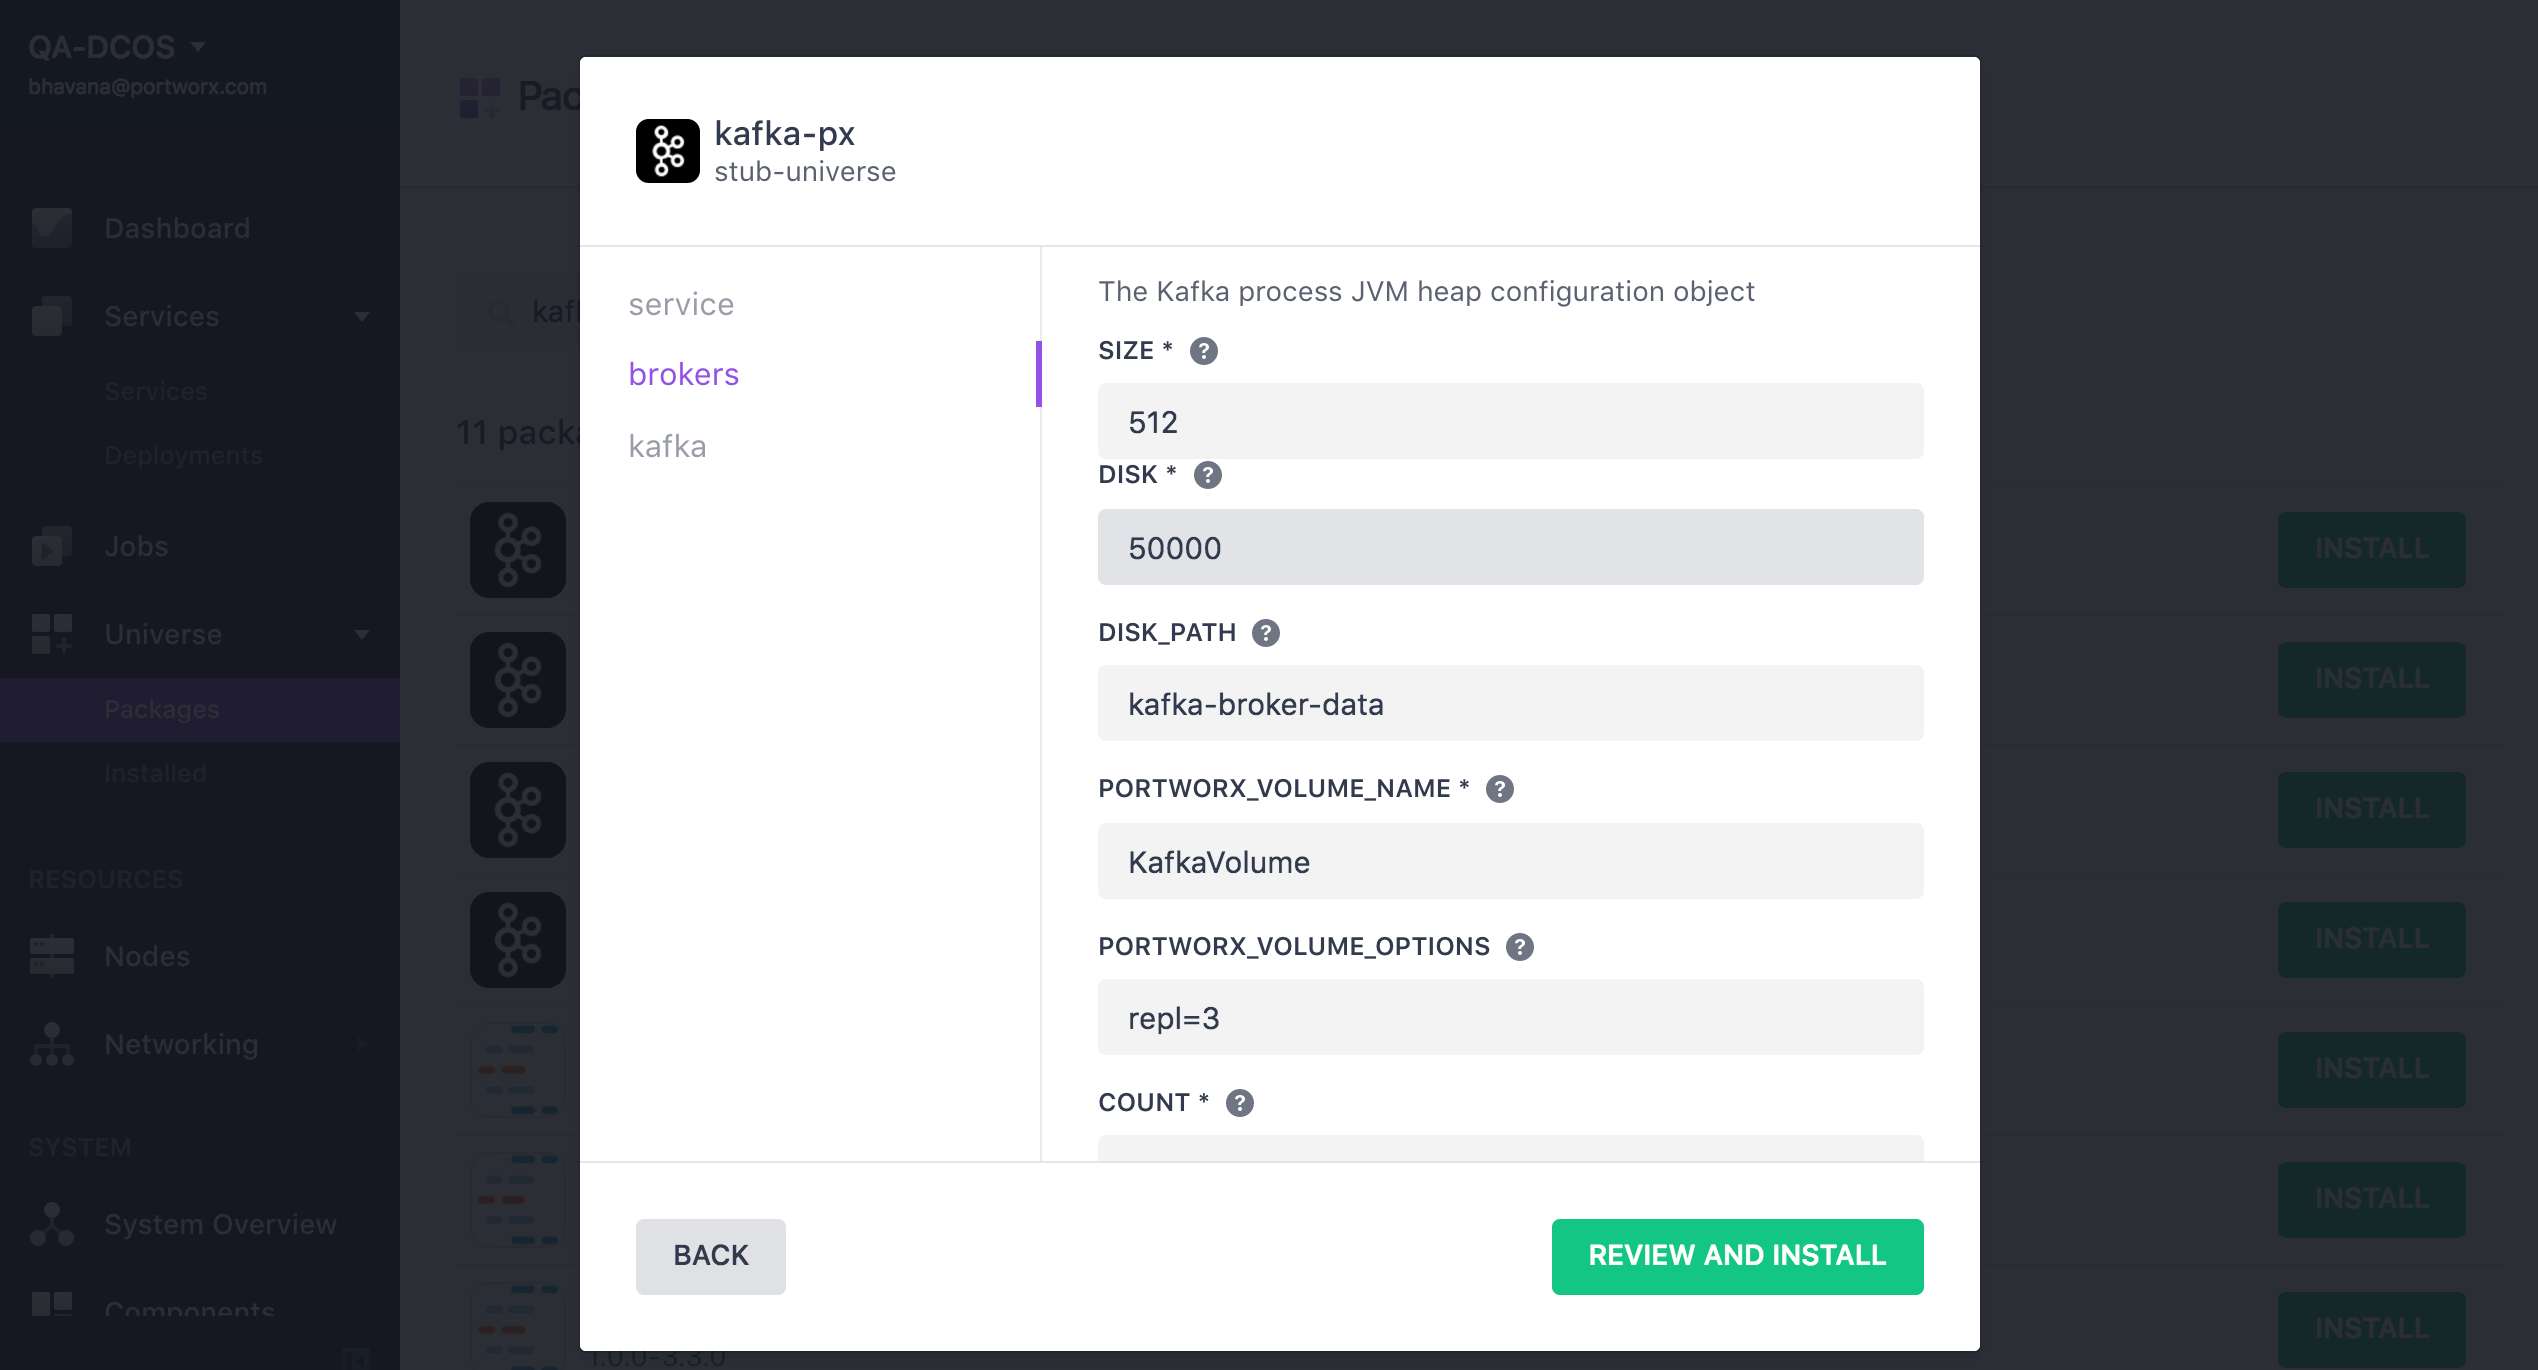 QA-DCOS
bhavana@portworx.com
Dashboard
Services
Services
Deployments
Jobs
Universe
Packages
Installed
RESOURCES
Nodes
Networking
SYSTEM
System Overview
Components
11
kafka-px
stub-universe
service
brokers
kafka
The Kafka process JVM heap configuration object
SIZE *
512
DISK *
50000
DISK_PATH
kafka-broker-data
PORTWORX_VOLUME_NAME *
KafkaVolume
PORTWORX_VOLUME_OPTIONS
repl=3
COUNT *
BACK
REVIEW AND INSTALL
INSTALL
INSTALL
INSTALL
INSTALL
INSTALL
INSTALL
INSTALL
1.0.0-3.3.0